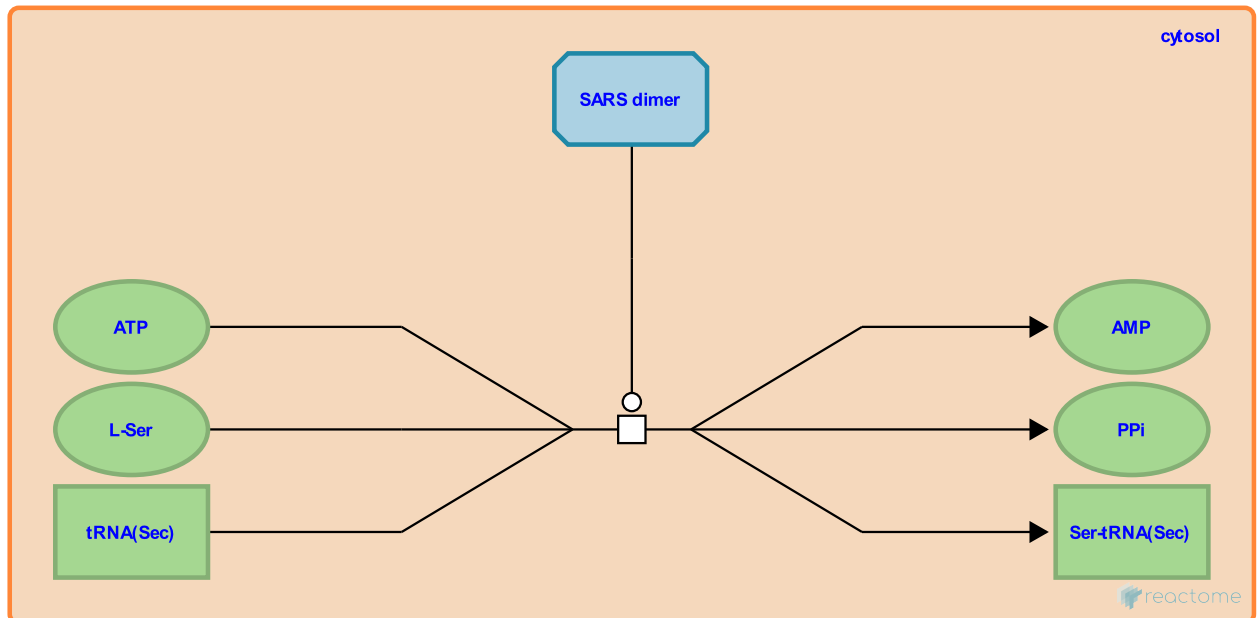 cytosol
SARS dimer
ATP
AMP
L-Ser
PPi
tRNA(Sec)
Ser-tRNA(Sec)
reactome